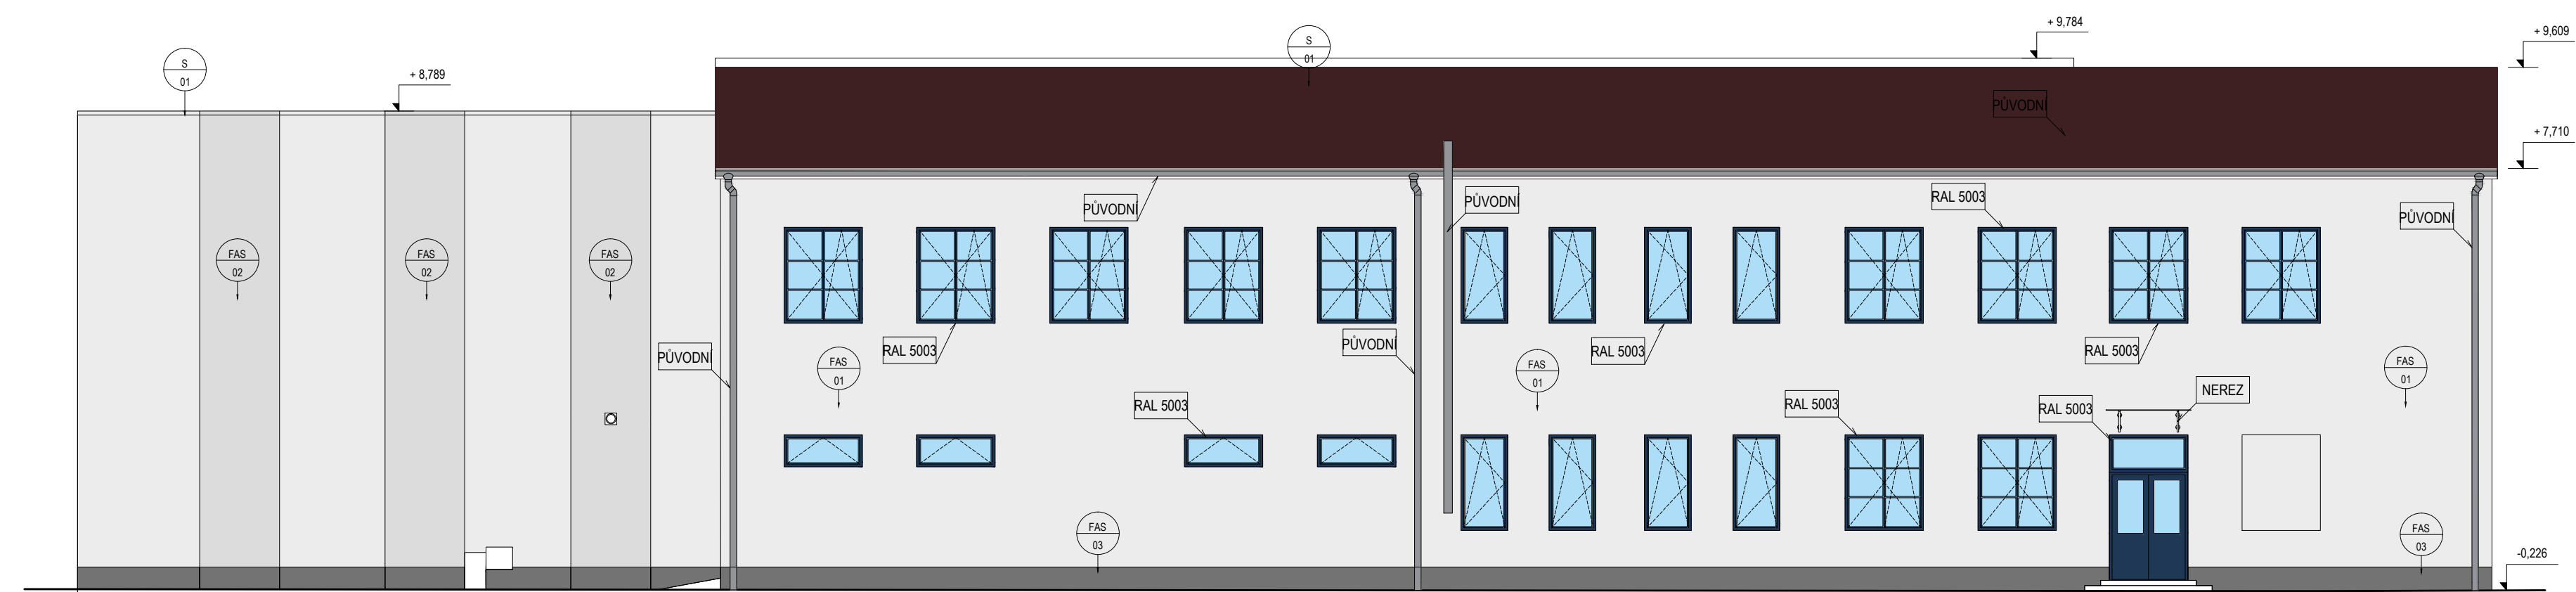 + 9,784
+ 9,609
S
01
S
01
+ 8,789
PŮVODNÍ
+ 7,710
PŮVODNÍ
PŮVODNÍ
RAL 5003
PŮVODNÍ
FAS
02
FAS
02
FAS
02
PŮVODNÍ
RAL 5003
PŮVODNÍ
RAL 5003
RAL 5003
FAS
01
FAS
01
FAS
01
RAL 5003
RAL 5003
RAL 5003
NEREZ
FAS
03
FAS
03
-0,226